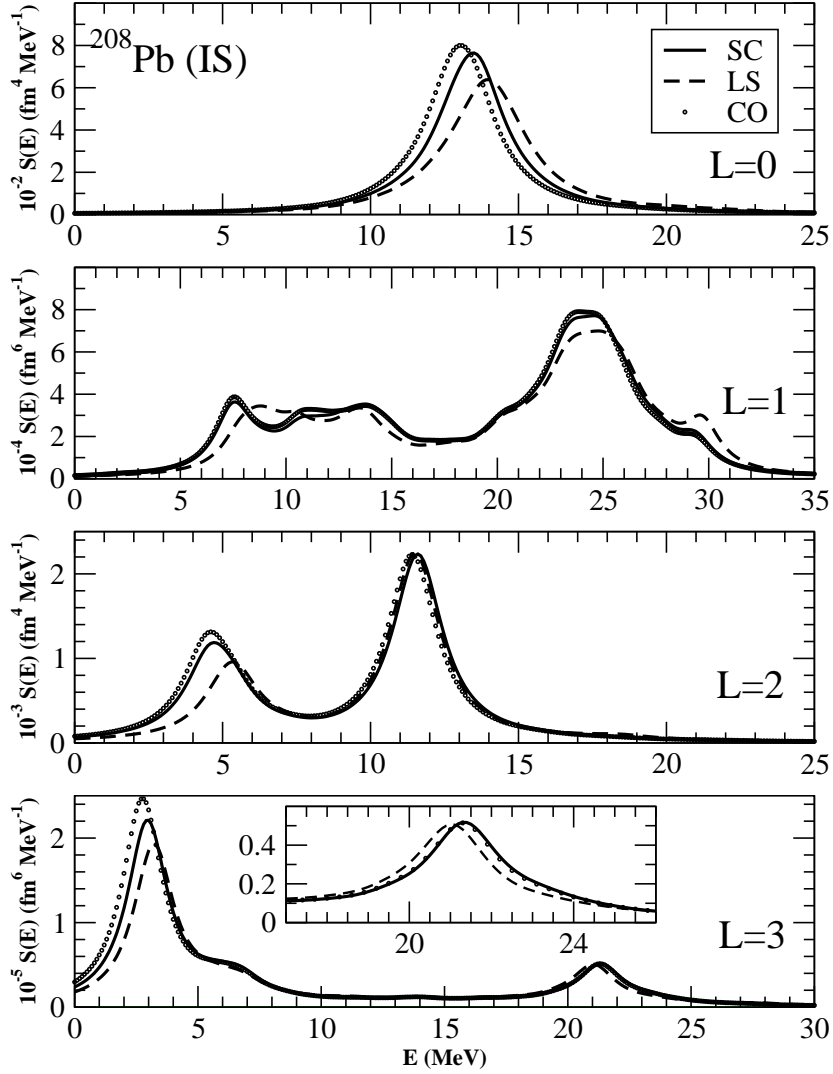 ²⁰⁸Pb (IS)
SC
LS
CO
L=0
10⁻² S(E) (fm⁴ MeV⁻¹)
8
6
4
2
0
0 5 10 15 20 25
L=1
10⁻⁴ S(E) (fm⁶ MeV⁻¹)
8
6
4
2
0
0 5 10 15 20 25 30 35
L=2
10⁻³ S(E) (fm⁴ MeV⁻¹)
2
1
0
0 5 10 15 20 25
L=3
10⁻⁵ S(E) (fm⁶ MeV⁻¹)
2
1
0
0.4
0.2
0
20 24
0 5 10 15 20 25 30
E (MeV)